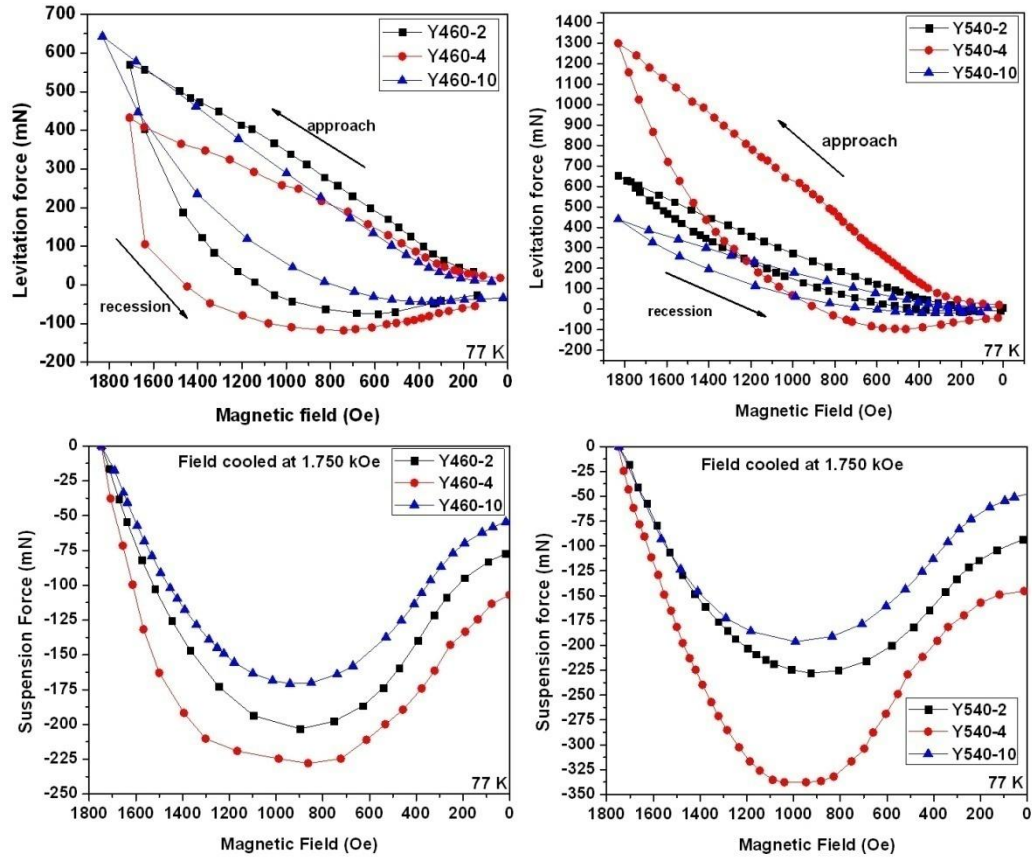 700
600
500
400
300
200
100
0
-100
-200
Levitation force (mN)
Y460-2
Y460-4
Y460-10
approach
recession
77 K
1800 1600 1400 1200 1000 800 600 400 200 0
Magnetic field (Oe)
1400
1300
1200
1100
1000
900
800
700
600
500
400
300
200
100
0
-100
-200
Levitation force (mN)
Y540-2
Y540-4
Y540-10
approach
recession
77 K
1800 1600 1400 1200 1000 800 600 400 200 0
Magnetic Field (Oe)
0
-25
-50
-75
-100
-125
-150
-175
-200
-225
-250
Suspension Force (mN)
Field cooled at 1.750 kOe
Y460-2
Y460-4
Y460-10
77 K
1800 1600 1400 1200 1000 800 600 400 200 0
Magnetic Field (Oe)
0
-25
-50
-75
-100
-125
-150
-175
-200
-225
-250
-275
-300
-325
-350
Suspension force (mN)
Field cooled at 1.750 kOe
Y540-2
Y540-4
Y540-10
77 K
1800 1600 1400 1200 1000 800 600 400 200 0
Magnetic Field (Oe)